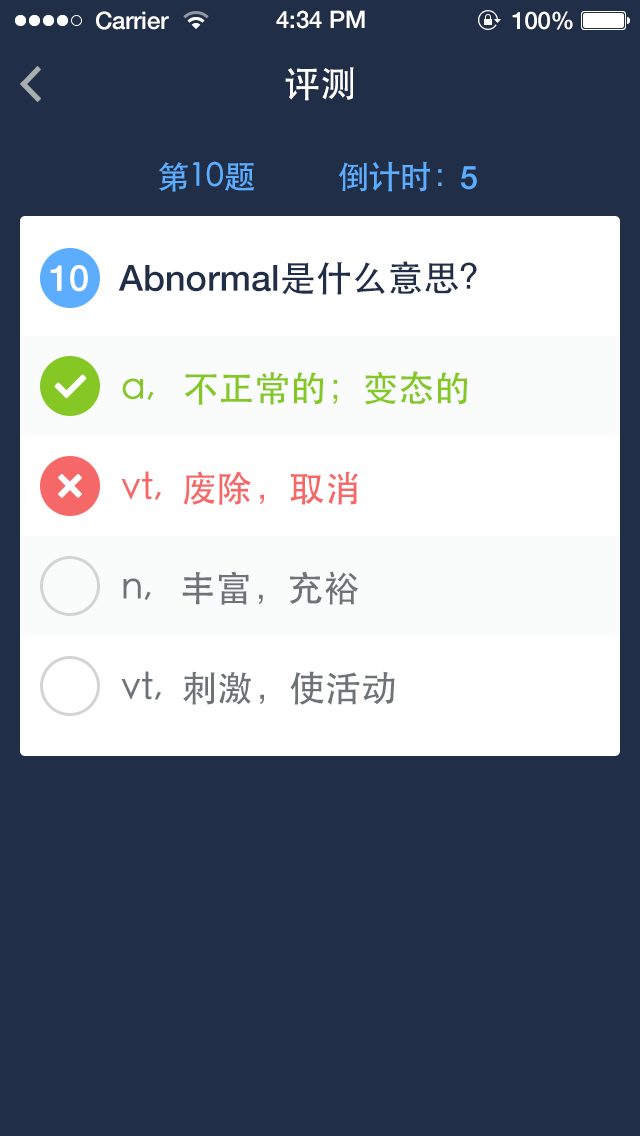 Carrier 4:34 PM 100%
评测
第10题 倒计时：5
10 Abnormal是什么意思?
a, 不正常的；变态的
vt, 废除，取消
n, 丰富，充裕
vt, 刺激，使活动